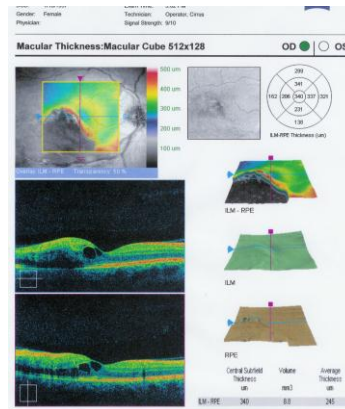 Gender: Female
Technician: Operator, Cirrus
Physician:
Signal Strength: 9/10
Macular Thickness:Macular Cube 512x128
OD OS
500 um
400 um
300 um
200 um
100 um
Overlay: ILM - RPE Transparency: 50 %
299
341
162 286 340 337 321
231
136
ILM-RPE Thickness (um)
ILM - RPE
ILM
RPE
Central Subfield Thickness um
Volume mm3
Average Thickness um
ILM - RPE 340 8.8 245